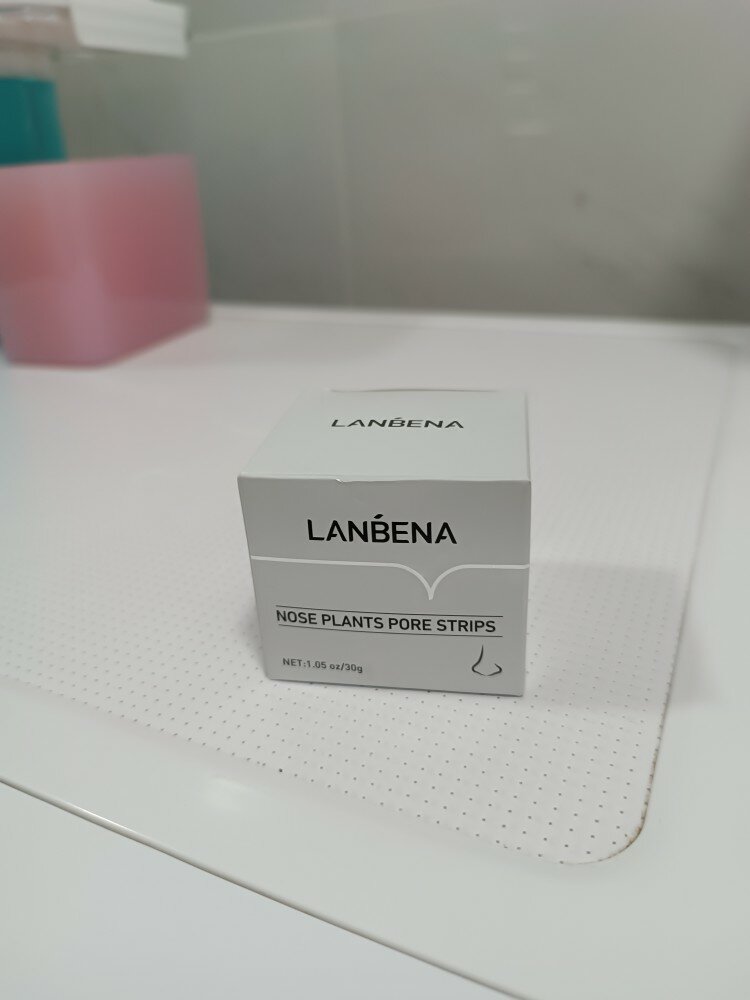 LANBENA
LANBENA
NOSE PLANTS PORE STRIPS
NET:1.05 oz/30g